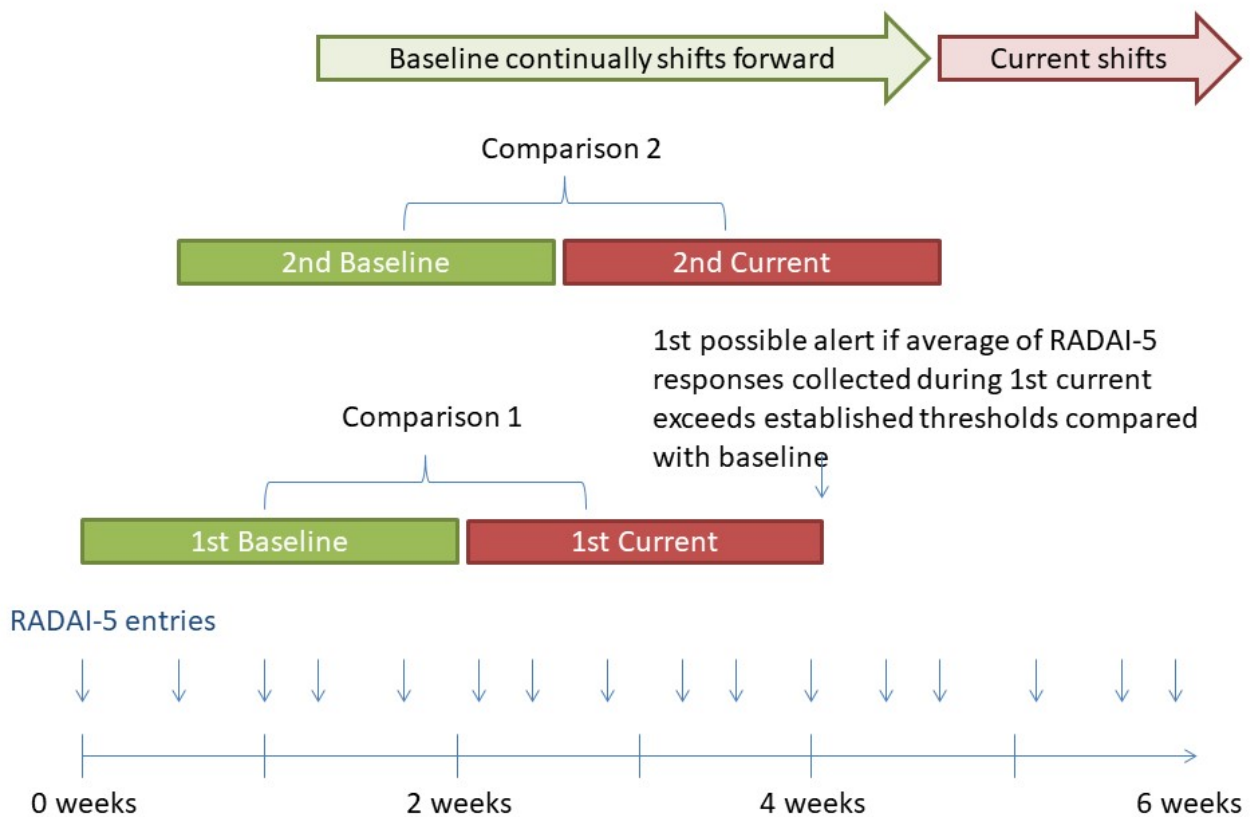 Baseline continually shifts forward
Current shifts
Comparison 2
2nd Baseline
2nd Current
1st possible alert if average of RADAI-5
responses collected during 1st current
exceeds established thresholds compared
with baseline
Comparison 1
1st Baseline
1st Current
RADAI-5 entries
0 weeks
2 weeks
4 weeks
6 weeks